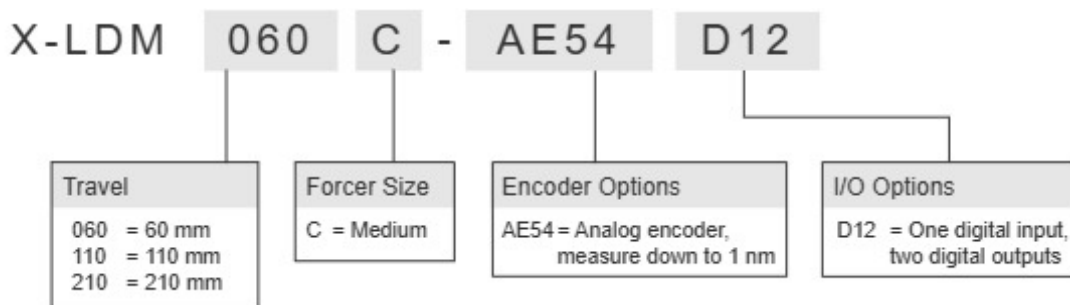 X-LDM 060 C - AE54 D12
Travel
060 = 60 mm
110 = 110 mm
210 = 210 mm
Forcer Size
C = Medium
Encoder Options
AE54 = Analog encoder,
measure down to 1 nm
I/O Options
D12 = One digital input,
two digital outputs